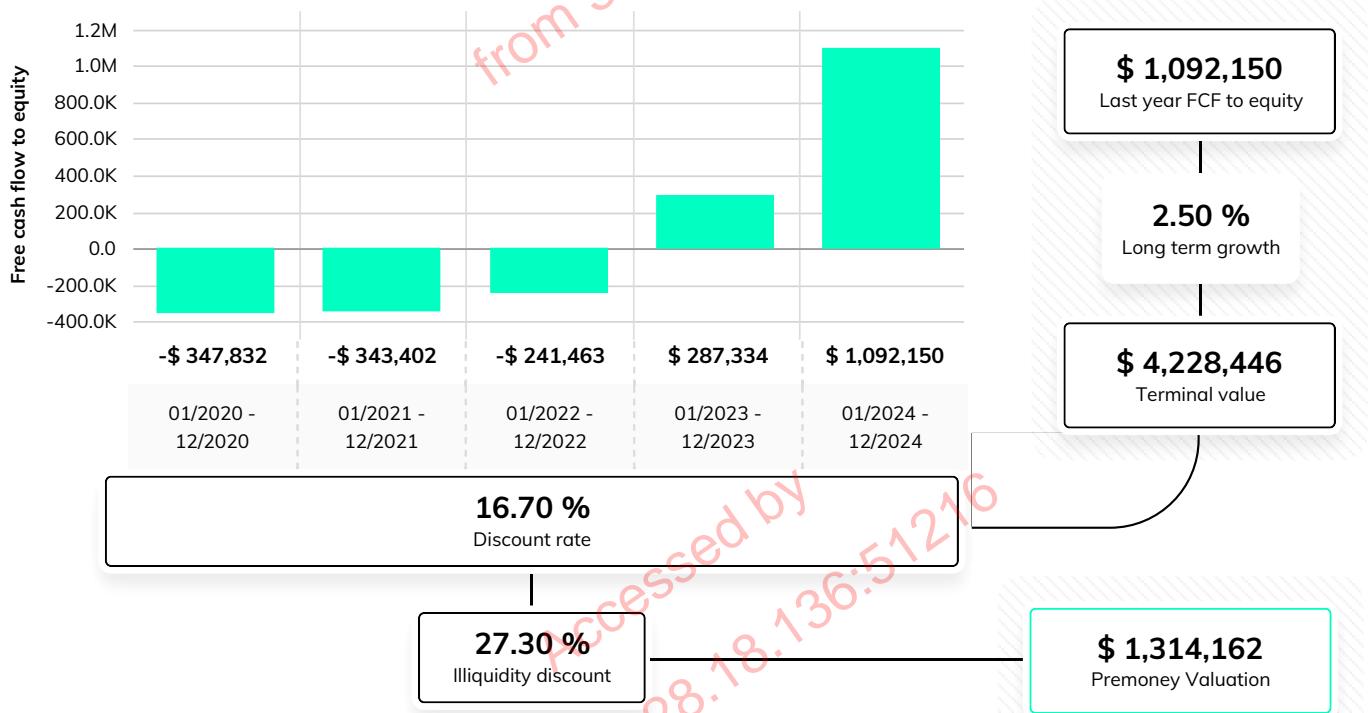 Free cash flow to equity
1.2M
1.0M
800.0K
600.0K
400.0K
200.0K
0.0
-200.0K
-400.0K
-$ 347,832
-$ 343,402
-$ 241,463
$ 287,334
$ 1,092,150
01/2020 -
12/2020
01/2021 -
12/2021
01/2022 -
12/2022
01/2023 -
12/2023
01/2024 -
12/2024
$ 1,092,150
Last year FCF to equity
2.50 %
Long term growth
$ 4,228,446
Terminal value
16.70 %
Discount rate
27.30 %
Illiquidity discount
$ 1,314,162
Premoney Valuation
from
Accessed by
28.18.136:51216